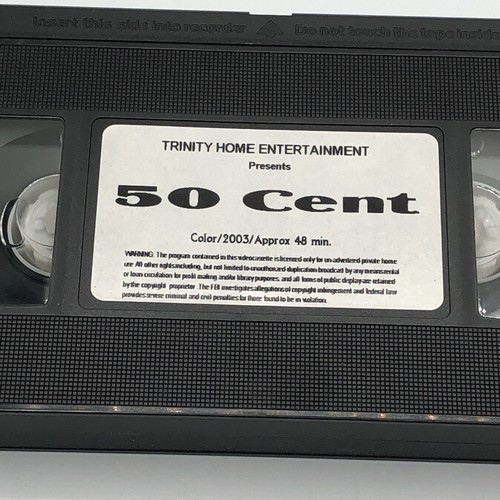 Insert this side into recorder Do not touch the tape inside
TRINITY HOME ENTERTAINMENT
Presents
50 Cent
Color/2003/Approx 48 min.
WARNING: The program contained in this videocassette is licensed only for un-advertised private home
use. All other rights including, but not limited to unauthorized duplication broadcast by any means rental
or loan circulation for profit making and/or library purposes, and all forms of public display are retained
by the copyright proprietor. The FBI investigates allegations of copyright infringement and federal law
provides severe criminal and civil penalties for those found to be in violation.